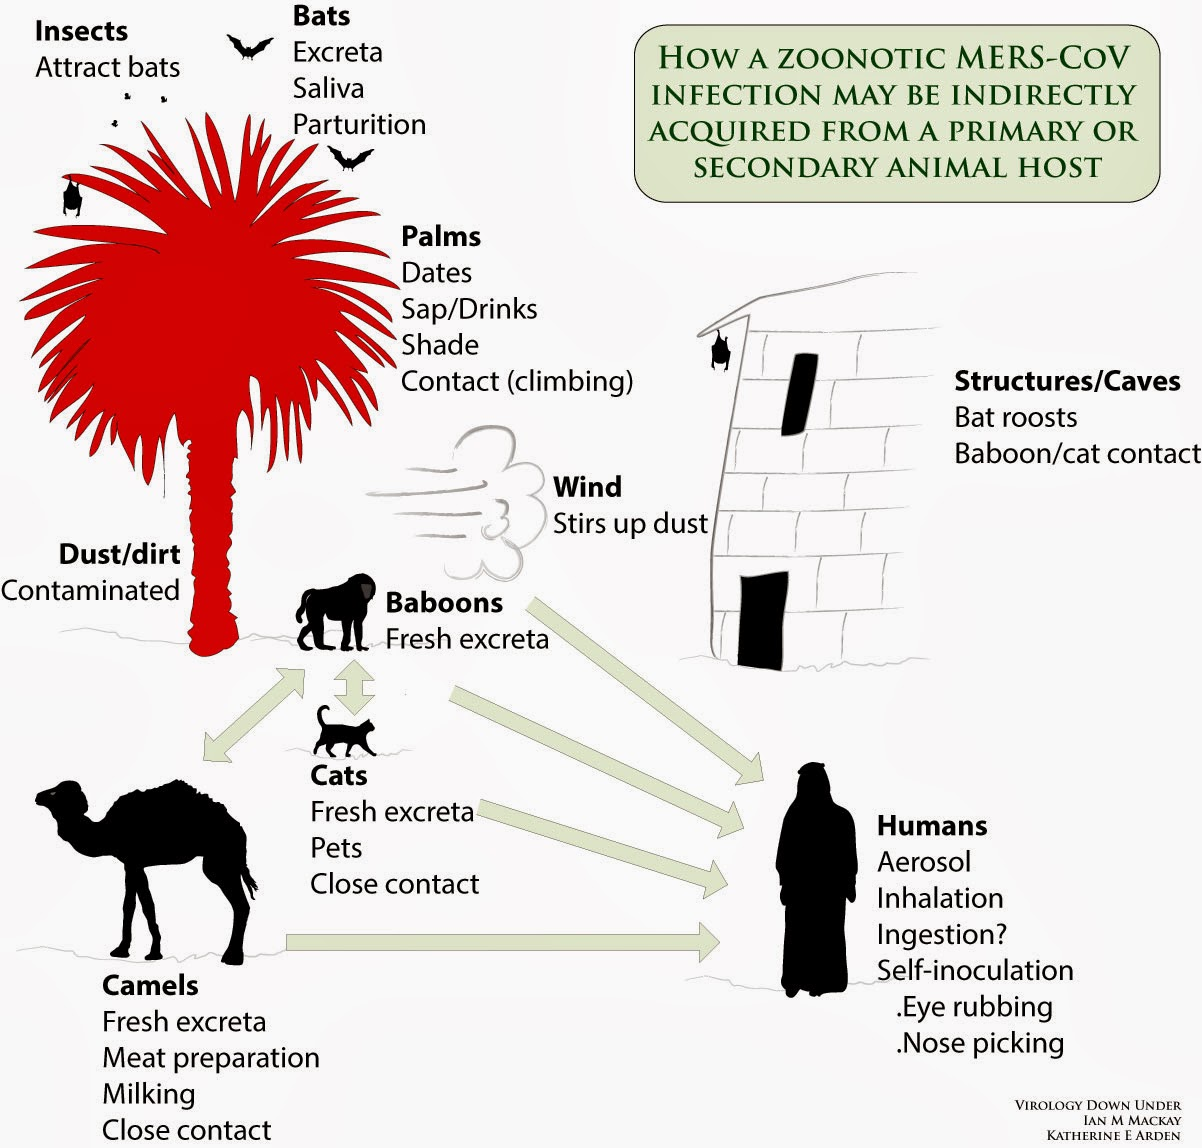 Insects
Attract bats
Bats
Excreta
Saliva
Parturition
HOW A ZOONOTIC MERS-COV
INFECTION MAY BE INDIRECTLY
ACQUIRED FROM A PRIMARY OR
SECONDARY ANIMAL HOST
Palms
Dates
Sap/Drinks
Shade
Contact (climbing)
Structures/Caves
Bat roosts
Baboon/cat contact
Wind
Stirs up dust
Dust/dirt
Contaminated
Baboons
Fresh excreta
Cats
Fresh excreta
Pets
Close contact
Humans
Aerosol
Inhalation
Ingestion?
Self-inoculation
.Eye rubbing
.Nose picking
Camels
Fresh excreta
Meat preparation
Milking
Close contact
VIROLOGY DOWN UNDER
IAN M MACKAY
KATHERINE E ARDEN